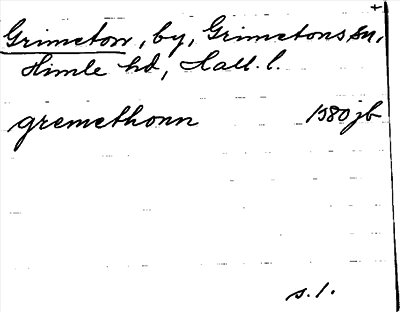 +
Grimeton, by, Grimetons sn,
Himle hd, Hall. l.
gremethonn 1580 jb
s. 1.